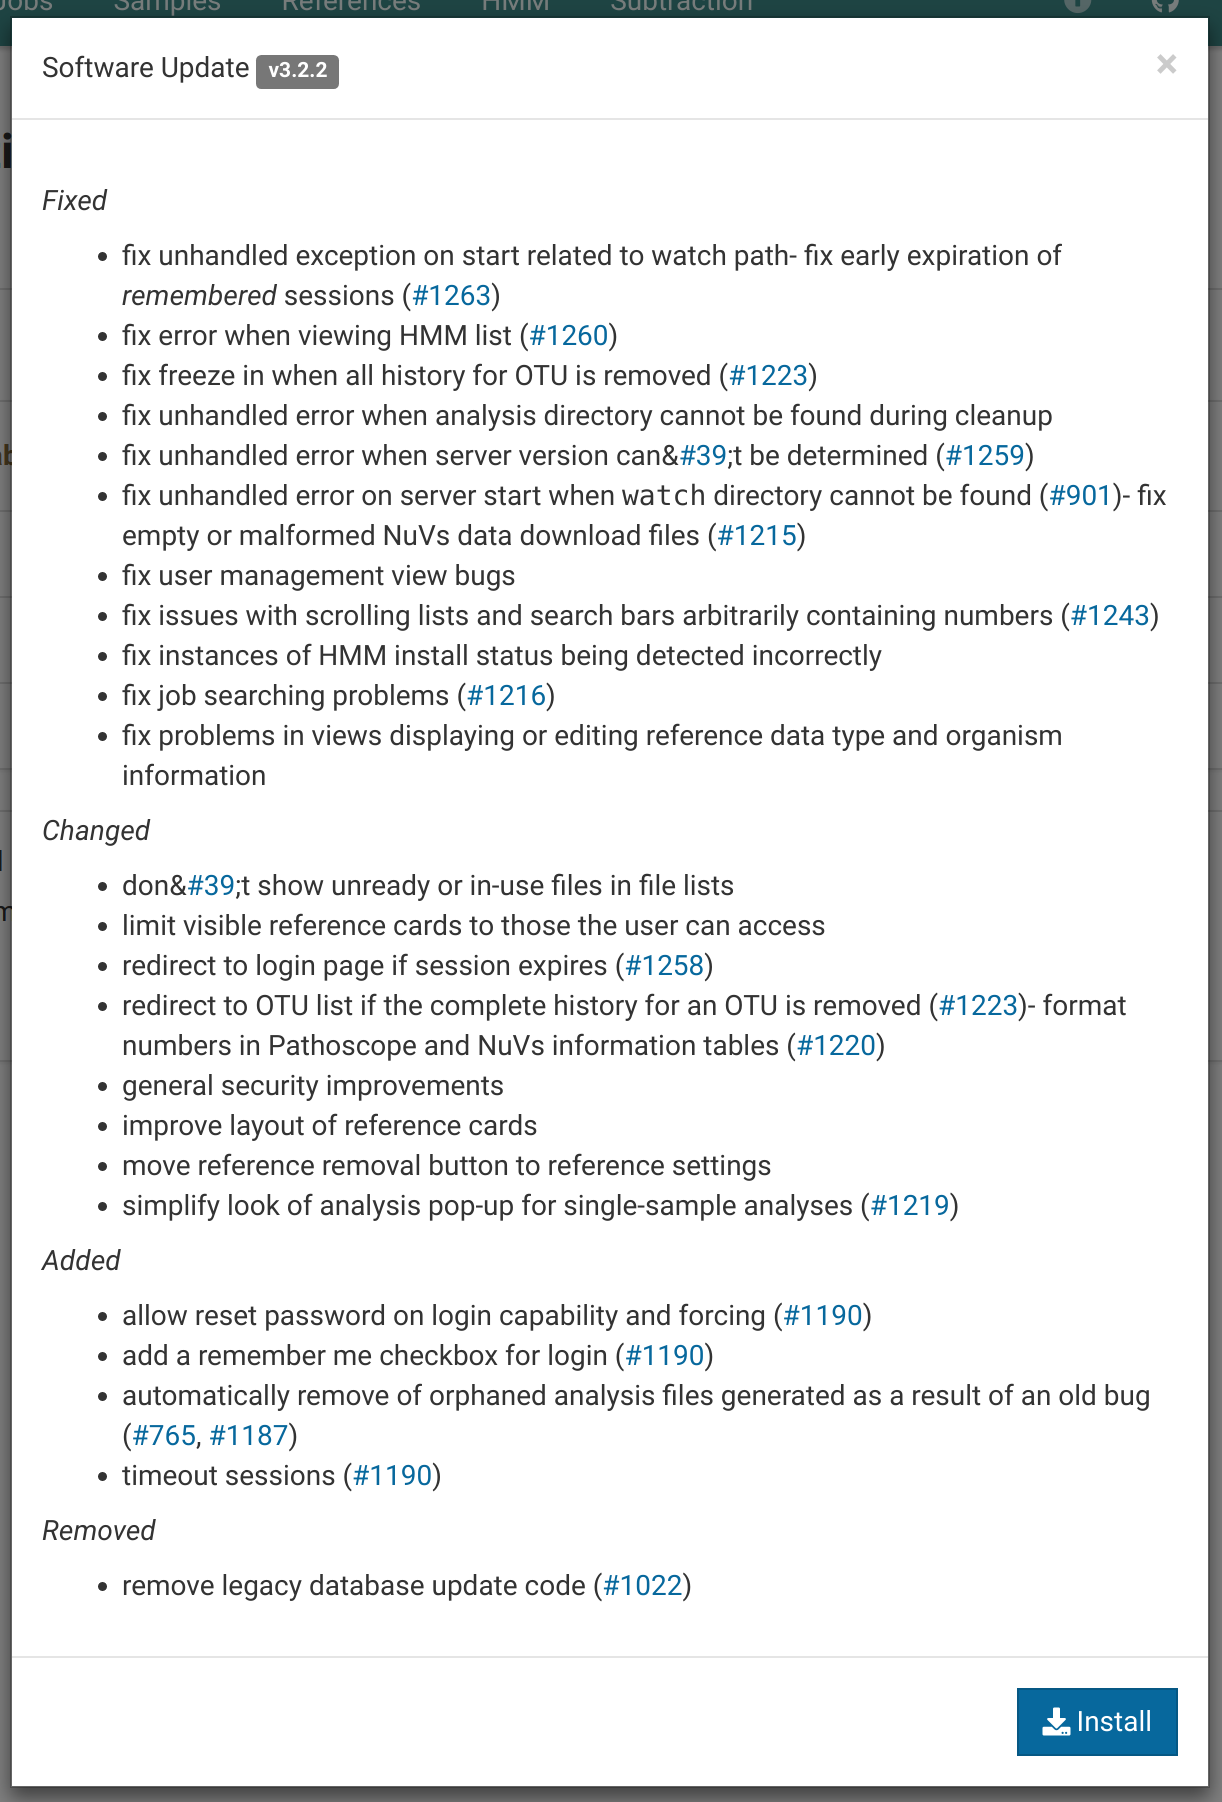 Jobs Samples References HMM Subtraction
Software Update v3.2.2 ×
Fixed
• fix unhandled exception on start related to watch path- fix early expiration of
remembered sessions (#1263)
• fix error when viewing HMM list (#1260)
• fix freeze in when all history for OTU is removed (#1223)
• fix unhandled error when analysis directory cannot be found during cleanup
• fix unhandled error when server version can&#39;t be determined (#1259)
• fix unhandled error on server start when watch directory cannot be found (#901)- fix
empty or malformed NuVs data download files (#1215)
• fix user management view bugs
• fix issues with scrolling lists and search bars arbitrarily containing numbers (#1243)
• fix instances of HMM install status being detected incorrectly
• fix job searching problems (#1216)
• fix problems in views displaying or editing reference data type and organism
information
Changed
• don&#39;t show unready or in-use files in file lists
• limit visible reference cards to those the user can access
• redirect to login page if session expires (#1258)
• redirect to OTU list if the complete history for an OTU is removed (#1223)- format
numbers in Pathoscope and NuVs information tables (#1220)
• general security improvements
• improve layout of reference cards
• move reference removal button to reference settings
• simplify look of analysis pop-up for single-sample analyses (#1219)
Added
• allow reset password on login capability and forcing (#1190)
• add a remember me checkbox for login (#1190)
• automatically remove of orphaned analysis files generated as a result of an old bug
(#765, #1187)
• timeout sessions (#1190)
Removed
• remove legacy database update code (#1022)
Install